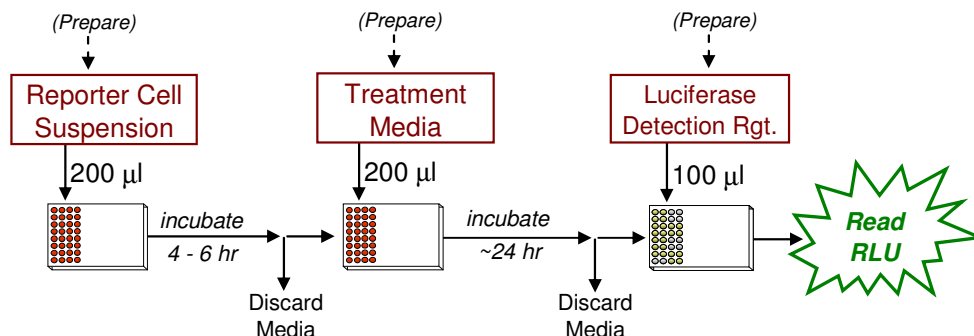 (Prepare)
(Prepare)
(Prepare)
Reporter Cell
Suspension
Treatment
Media
Luciferase
Detection Rgt.
200 µl
200 µl
100 µl
incubate
4 - 6 hr
incubate
~24 hr
Read
RLU
Discard
Media
Discard
Media